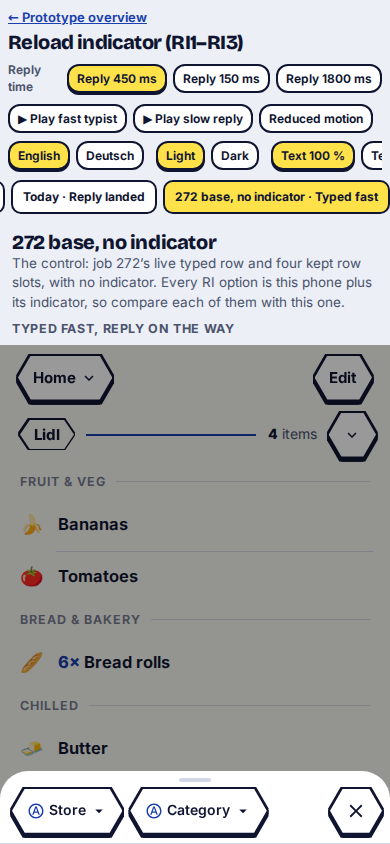 ← Prototype overview
Reload indicator (RI1–RI3)
Reply time
Reply 450 ms
Reply 150 ms
Reply 1800 ms
▶ Play fast typist
▶ Play slow reply
Reduced motion
English
Deutsch
Light
Dark
Text 100 %
Te
Today · Reply landed
272 base, no indicator · Typed fast
272 base, no indicator
The control: job 272’s live typed row and four kept row
slots, with no indicator. Every RI option is this phone plus
its indicator, so compare each of them with this one.
TYPED FAST, REPLY ON THE WAY
Home
Edit
Lidl
4 items
FRUIT & VEG
Bananas
Tomatoes
BREAD & BAKERY
6× Bread rolls
CHILLED
Butter
A Store
A Category